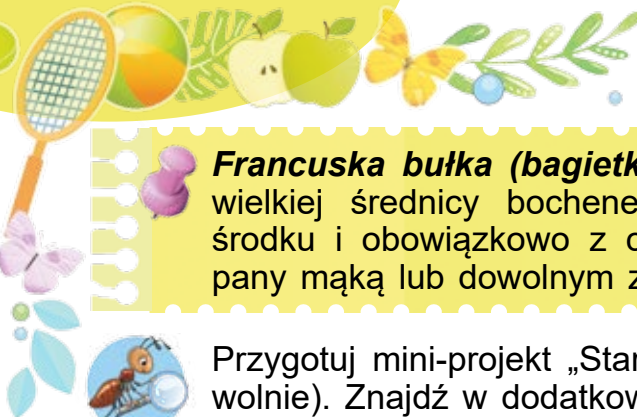 Francuska bułka (bagietk
wielkiej średnicy bochene
środku i obowiązkowo z c
pany mąką lub dowolnym z
Przygotuj mini-projekt „Star
wolnie). Znajdź w dodatkow